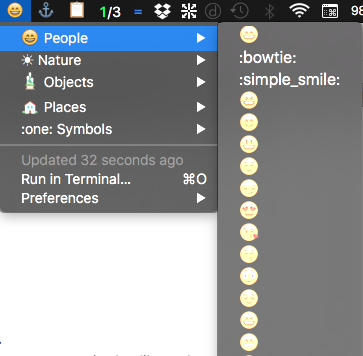 1/3
98
People
Nature
Objects
Places
:one: Symbols
Updated 32 seconds ago
Run in Terminal... ⌘O
Preferences
:bowtie:
:simple_smile: